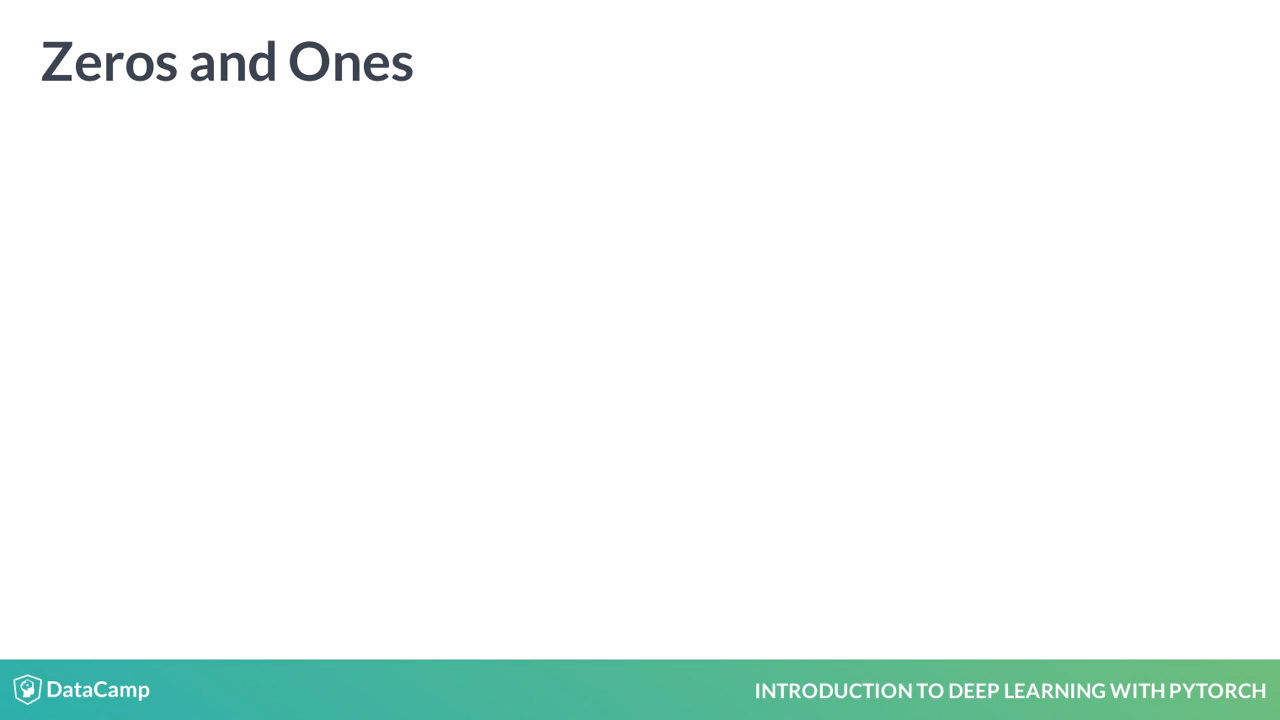 Zeros and Ones
DataCamp
INTRODUCTION TO DEEP LEARNING WITH PYTORCH